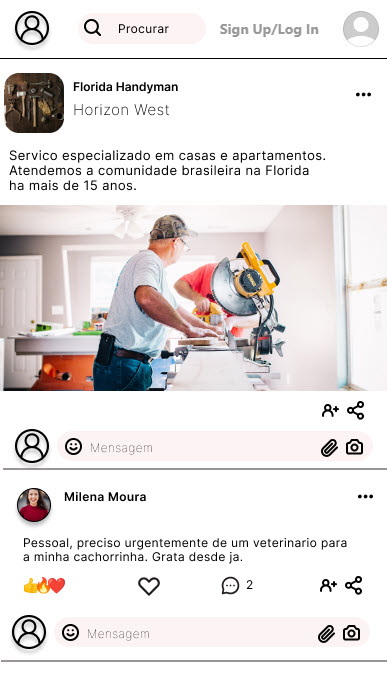 Procurar
Sign Up/Log In
Florida Handyman
Horizon West
Servico especializado em casas e apartamentos.
Atendemos a comunidade brasileira na Florida
ha mais de 15 anos.
Mensagem
Milena Moura
Pessoal, preciso urgentemente de um veterinario para
a minha cachorrinha. Grata desde ja.
2
Mensagem